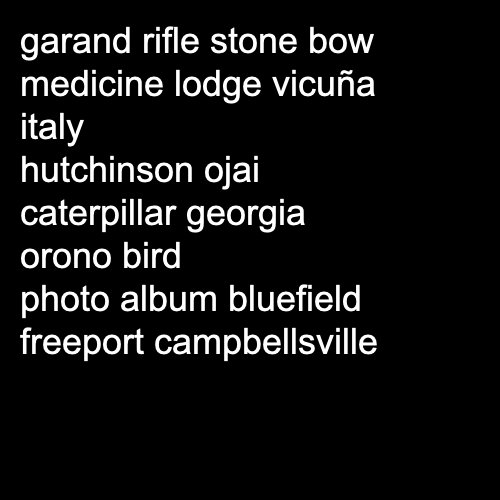 garand rifle stone bow
medicine lodge vicuña
italy
hutchinson ojai
caterpillar georgia
orono bird
photo album bluefield
freeport campbellsville